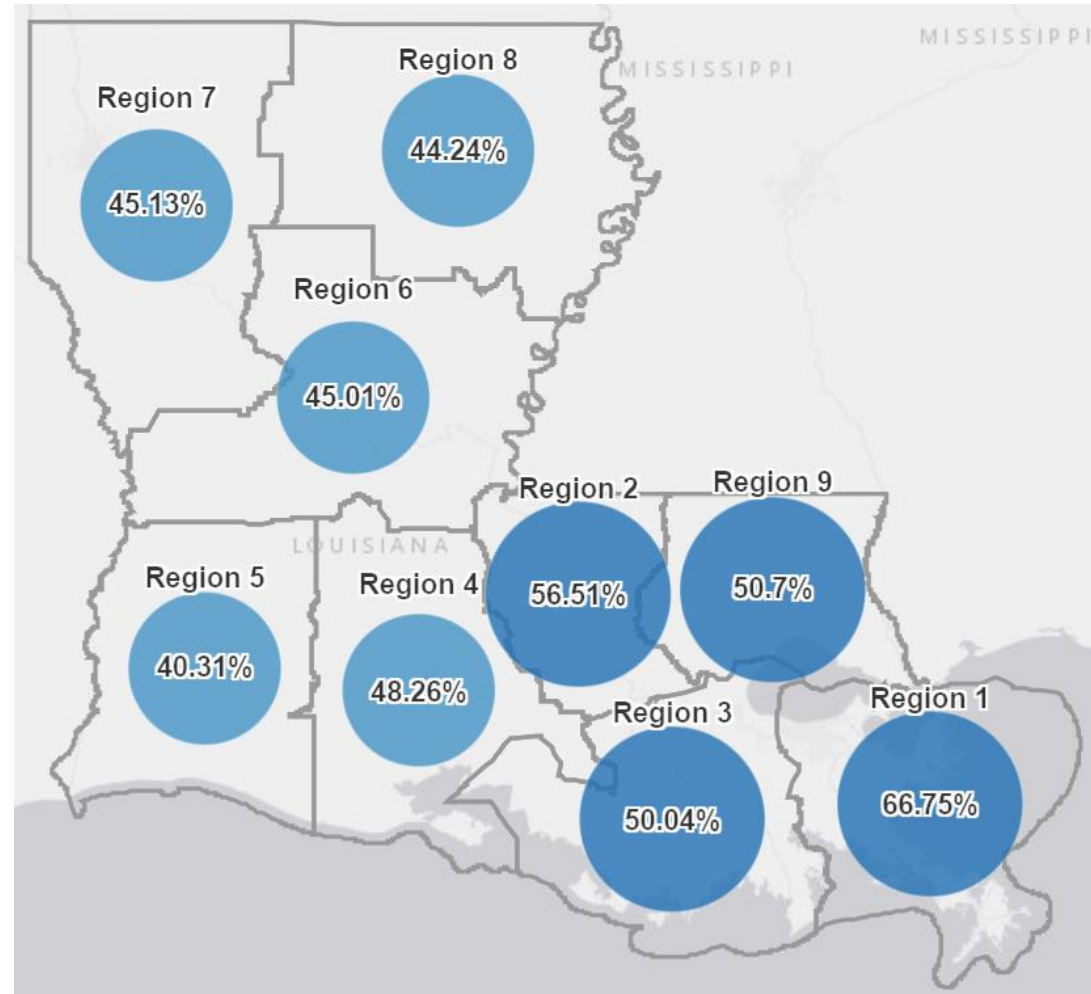 MISSISSIPPI
Region 8
MISSISSIPPI
Region 7
44.24%
45.13%
Region 6
45.01%
Region 9
Region 2
LOUISIANA
Region 5
Region 4
56.51%
50.7%
40.31%
48.26%
Region 1
Region 3
66.75%
50.04%